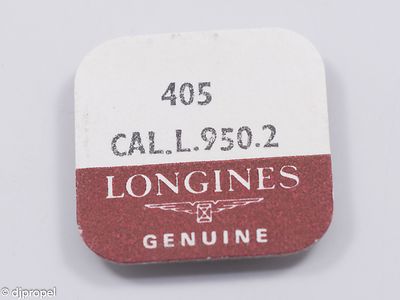 405
CAL.L.950.2
LONGINES
GENUINE
© djpropel